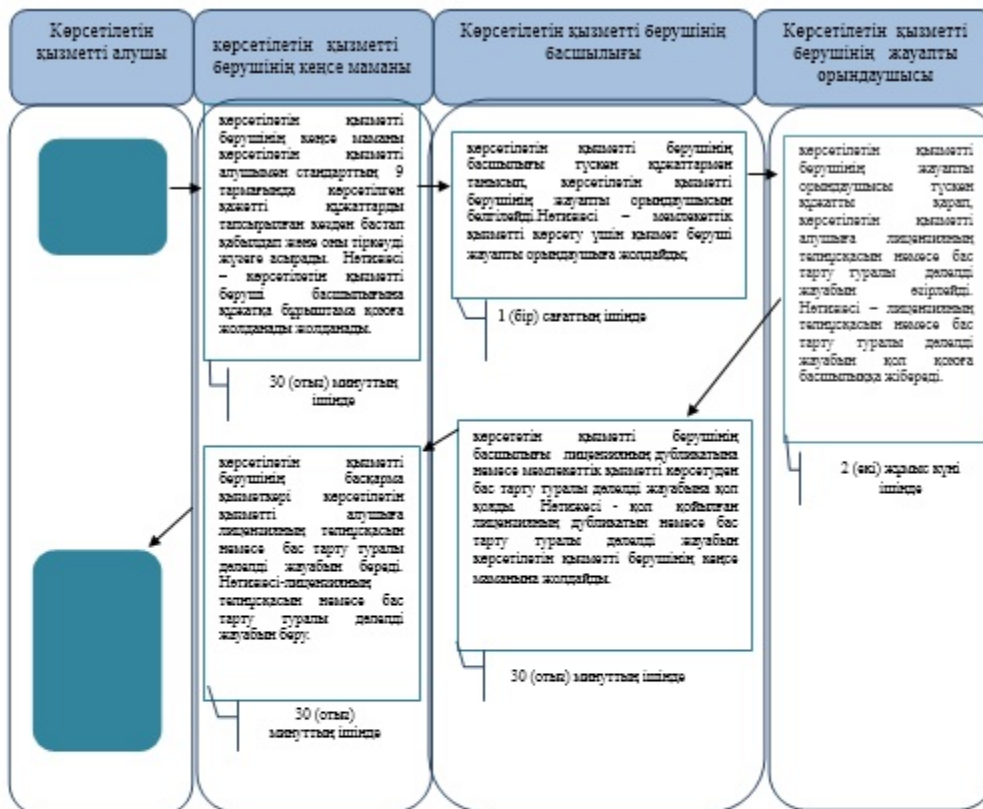 Көрсетілетін
қызметті алушы
көрсетілетін қызметті
берушінің кеңсе маманы
Көрсетілетін қызметті берушінің
басшылығы
Көрсетілетін қызметті
берушінің жауапты
орындаушысы
көрсетілетін қызметті
берушінің кеңсе маманы
көрсетілетін қызметті
алушымен стандарттың 9
тармағында көрсетілген
қажетті құжаттарды
тапсырылған кезден бастап
қабылдап және оны тіркеуді
жүзеге асырады. Нәтижесі
– көрсетілетін қызметті
беруші басшылығына
құжатқа бұрыштама қоюға
жолданады жолданады.
30 (отыз) минуттың
ішінде
көрсетілетін қызметті берушінің
басшылығы түскен құжаттармен
танысып, көрсетілетін қызметті
берушінің жауапты орындаушысын
белгілейді.Нәтижесі – мемлекеттік
қызметті көрсету үшін қызмет беруші
жауапты орындаушыға жолдайды;
1 (бір) сағаттың ішінде
көрсетілетін қызметті
берушінің жауапты
орындаушысы түскен
құжатты қарап,
көрсетілетін қызметті
алушыға лицензияның
телнұсқасын немесе бас
тарту туралы дәлелді
жауабын әзірлейді.
Нәтижесі – лицензияның
телнұсқасын немесе бас
тарту туралы дәлелді
жауабын қол қоюға
басшылыққа жібереді.
2 (екі) жұмыс күні
ішінде
көрсететін қызметті берушінің
басшылығы лицензияның дубликатына
немесе мемлекеттік қызметті көрсетуден
бас тарту туралы дәлелді жауабына қол
қояды. Нәтижесі - қол қойылған
лицензияның дубликатын немесе бас
тарту туралы дәлелді жауабын
көрсетілетін қызметті берушінің кеңсе
маманына жолдайды.
30 (отыз) минуттың ішінде
көрсетілетін қызметті
берушінің басқарма
қызметкері көрсетілетін
қызметті алушыға
лицензияның телнұсқасын
немесе бас тарту туралы
дәлелді жауабын береді.
Нәтижесі-лицензияның
телнұсқасын немесе бас
тарту туралы дәлелді
жауабын беру.
30 (отыз)
минуттың ішінде